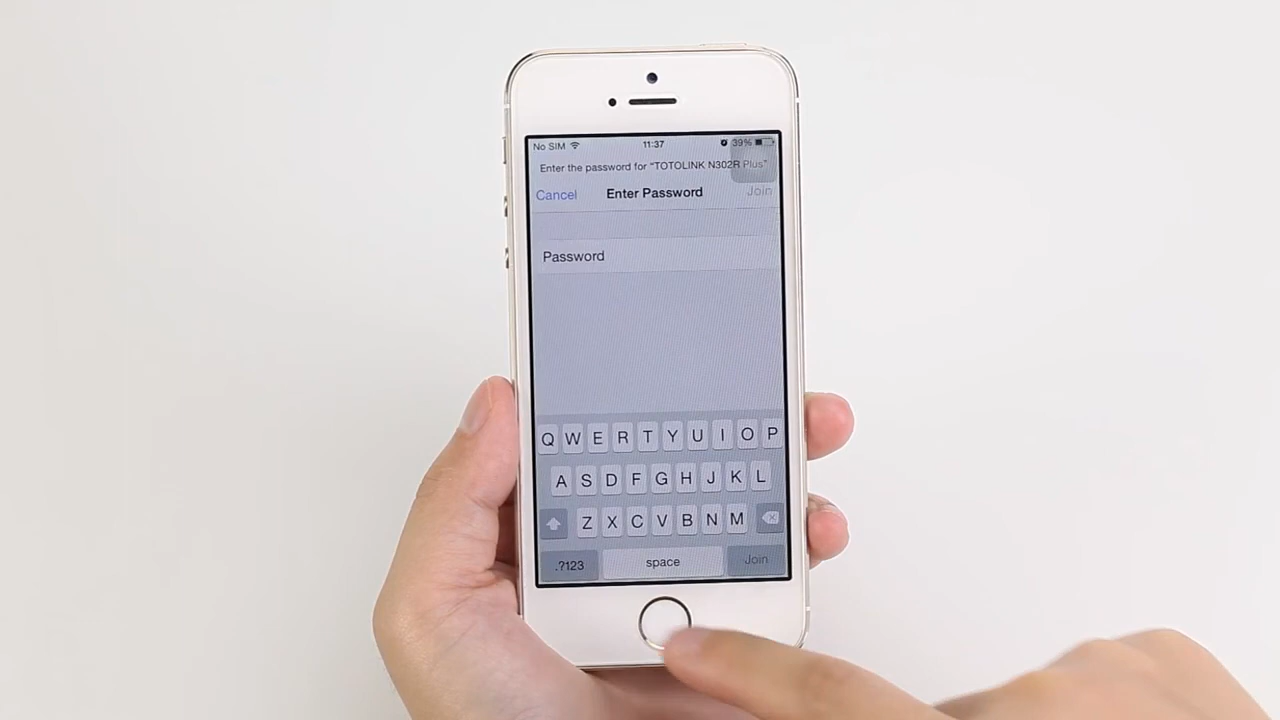 No SIM 11:37 39%
Enter the password for “TOTOLINK N302R Plus”
Cancel Enter Password Join
Password
Q W E R T Y U I O P
A S D F G H J K L
Z X C V B N M
.?123 space Join